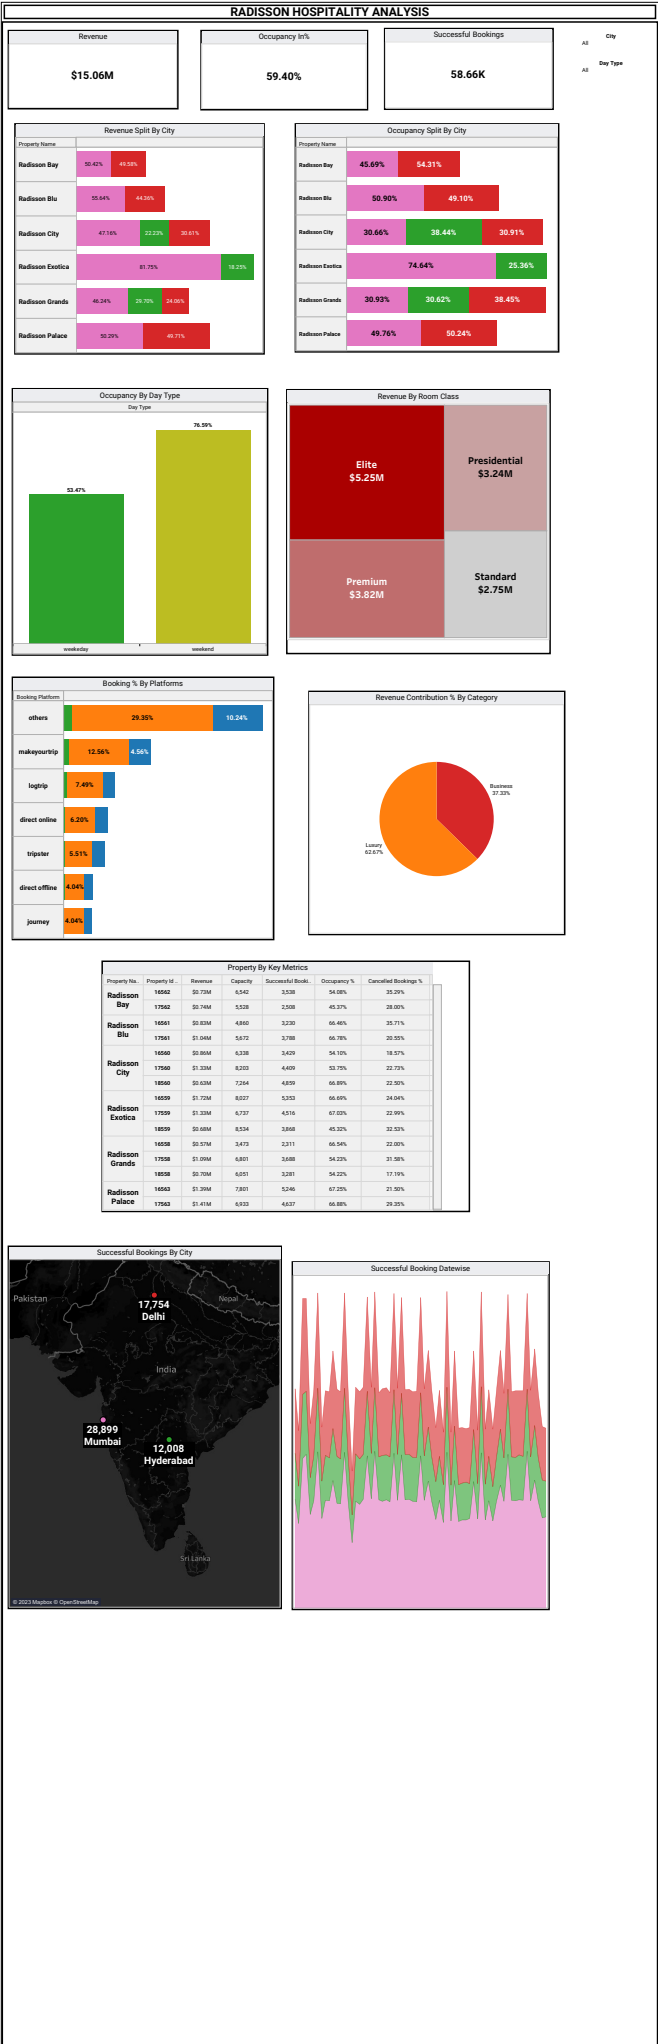 RADISSON HOSPITALITY ANALYSIS
Revenue
$15.06M
Occupancy In%
59.40%
Successful Bookings
58.66K
City
All
Day Type
All
Revenue Split By City
Property Name
Radisson Bay 50.42% 49.58%
Radisson Blu 55.64% 44.36%
Radisson City 47.16% 22.23% 30.61%
Radisson Exotica 81.75% 18.25%
Radisson Grands 46.24% 29.70% 24.06%
Radisson Palace 50.29% 49.71%
Occupancy Split By City
Property Name
Radisson Bay 45.69% 54.31%
Radisson Blu 50.90% 49.10%
Radisson City 30.66% 38.44% 30.91%
Radisson Exotica 74.64% 25.36%
Radisson Grands 30.93% 30.62% 38.45%
Radisson Palace 49.76% 50.24%
Occupancy By Day Type
Day Type
76.59%
53.47%
weekeday weekend
Revenue By Room Class
Elite
$5.25M
Presidential
$3.24M
Premium
$3.82M
Standard
$2.75M
Booking % By Platforms
Booking Platform
others 29.35% 10.24%
makeyourtrip 12.56% 4.56%
logtrip 7.49%
direct online 6.20%
tripster 5.51%
direct offline 4.04%
journey 4.04%
Revenue Contribution % By Category
Business
37.33%
Luxury
62.67%
Property By Key Metrics
Property Na.. Property Id .. Revenue Capacity Successful Booki.. Occupancy % Cancelled Bookings %
Radisson Bay 16562 $0.73M 6,542 3,538 54.08% 35.29%
17562 $0.74M 5,528 2,508 45.37% 28.00%
Radisson Blu 16561 $0.83M 4,860 3,230 66.46% 35.71%
17561 $1.04M 5,672 3,788 66.78% 20.55%
Radisson City 16560 $0.86M 6,338 3,429 54.10% 18.57%
17560 $1.33M 8,203 4,409 53.75% 22.73%
18560 $0.63M 7,264 4,859 66.89% 22.50%
Radisson Exotica 16559 $1.72M 8,027 5,353 66.69% 24.04%
17559 $1.33M 6,737 4,516 67.03% 22.99%
18559 $0.68M 8,534 3,868 45.32% 32.53%
Radisson Grands 16558 $0.57M 3,473 2,311 66.54% 22.00%
17558 $1.09M 6,801 3,688 54.23% 31.58%
18558 $0.70M 6,051 3,281 54.22% 17.19%
Radisson Palace 16563 $1.39M 7,801 5,246 67.25% 21.50%
17563 $1.41M 6,933 4,637 66.88% 29.35%
Successful Bookings By City
Pakistan
Nepal
17,754
Delhi
India
28,899
Mumbai
12,008
Hyderabad
Sri Lanka
© 2023 Mapbox © OpenStreetMap
Successful Booking Datewise